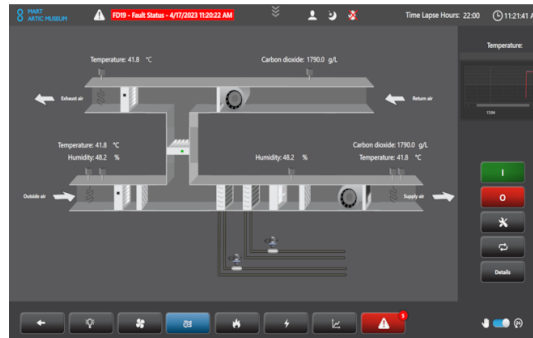 8 MART
ARTIC MUSEUM
FD19 - Fault Status - 4/17/2023 11:20:22 AM
Time Lapse Hours: 22:00
11:21:41 A
Temperature:
Temperature: 41.8 °C
Carbon dioxide: 1790.0 g/L
Exhaust air
Return air
Temperature: 41.8 °C
Humidity: 48.2 %
Humidity: 48.2 %
Carbon dioxide: 1790.0 g/L
Temperature: 41.8 °C
Outside air
Supply air
I
O
Details
5